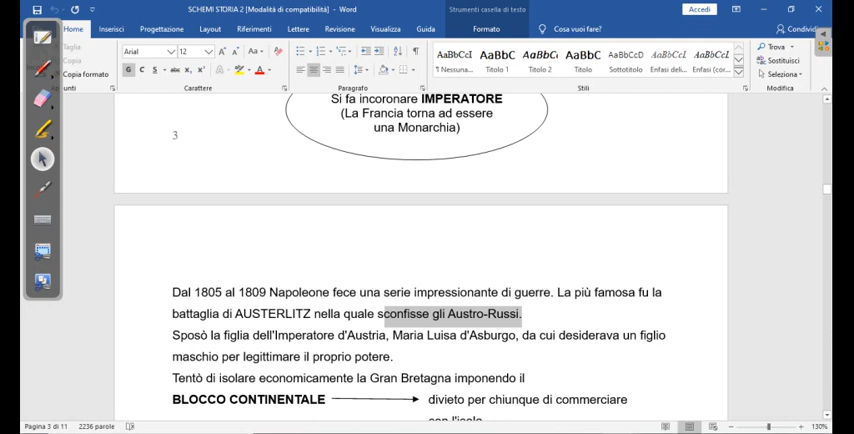 SCHEMI STORIA 2 [Modalità di compatibilità] - Word
Strumenti casella di testo
Accedi
Home Inserisci Progettazione Layout Riferimenti Lettere Revisione Visualizza Guida Formato Cosa vuoi fare? Condividi
Taglia
Copia
Copia formato
unti
Arial 12
Carattere
Paragrafo
AaBbCcI AaBbC AaBbCc AaBbC AaBbCcD AaBbCcI AaBbCcL
¶ Nessuna... Titolo 1 Titolo 2 Titolo Sottotitolo Enfasi deli... Enfasi (cor...
Stili
Trova
Sostituisci
Seleziona
Modifica
Si fa incoronare IMPERATORE
(La Francia torna ad essere
una Monarchia)
3
Dal 1805 al 1809 Napoleone fece una serie impressionante di guerre. La più famosa fu la
battaglia di AUSTERLITZ nella quale sconfisse gli Austro-Russi.
Sposò la figlia dell'Imperatore d'Austria, Maria Luisa d'Asburgo, da cui desiderava un figlio
maschio per legittimare il proprio potere.
Tentò di isolare economicamente la Gran Bretagna imponendo il
BLOCCO CONTINENTALE divieto per chiunque di commerciare
con l'isola
Pagina 3 di 11 2236 parole 130%